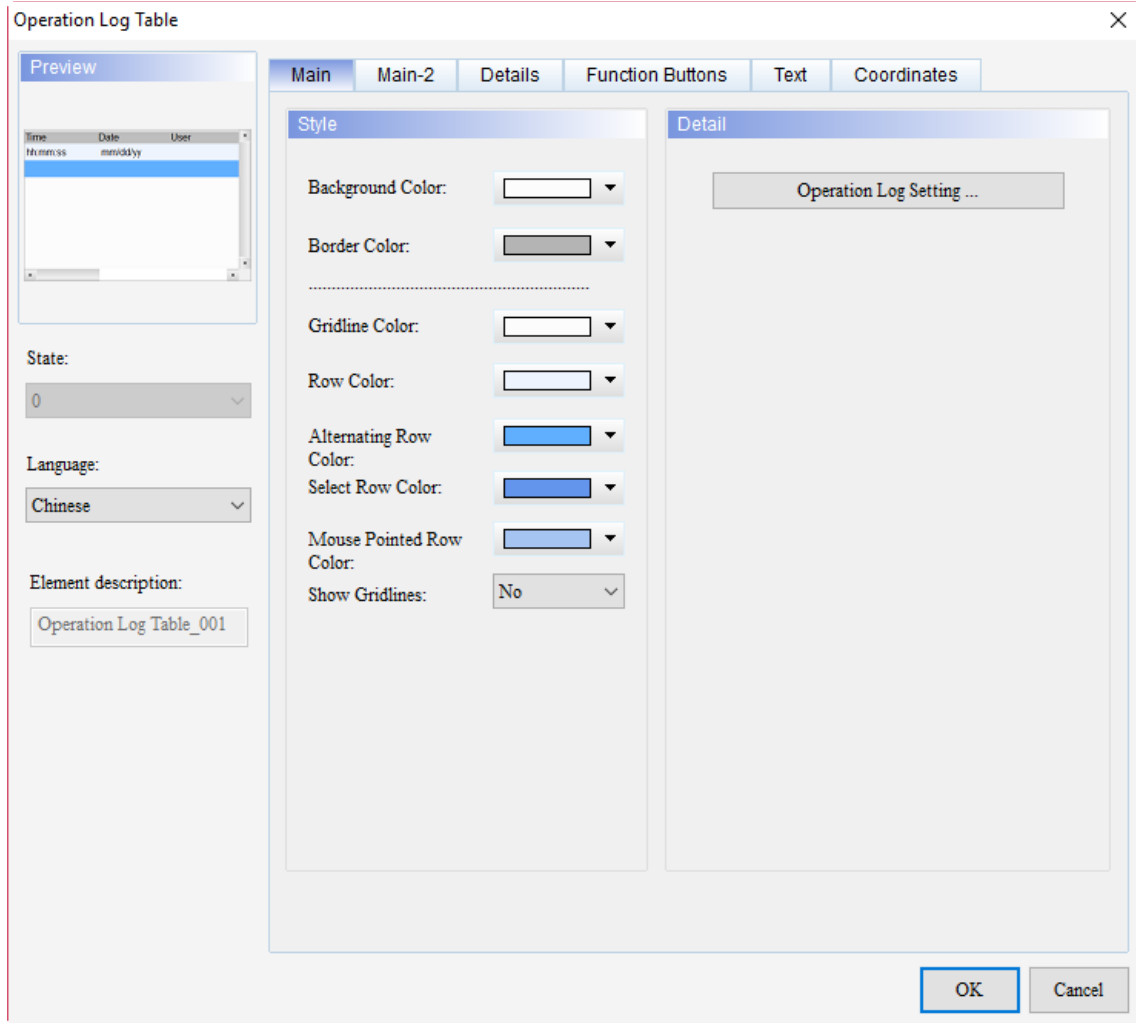 Operation Log Table
Preview
Time Date User
hh:mm:ss mm/dd/yy
State:
0
Language:
Chinese
Element description:
Operation Log Table_001
Main Main-2 Details Function Buttons Text Coordinates
Style
Background Color:
Border Color:
Gridline Color:
Row Color:
Alternating Row
Color:
Select Row Color:
Mouse Pointed Row
Color:
Show Gridlines: No
Detail
Operation Log Setting ...
OK Cancel